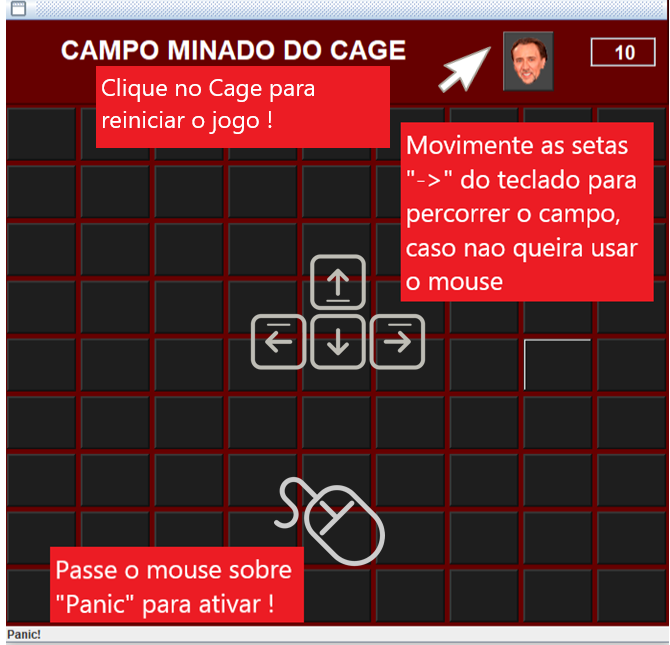 CAMPO MINADO DO CAGE
10
Clique no Cage para
reiniciar o jogo !
Movimente as setas
"->" do teclado para
percorrer o campo,
caso nao queira usar
o mouse
Passe o mouse sobre
"Panic" para ativar !
Panic!